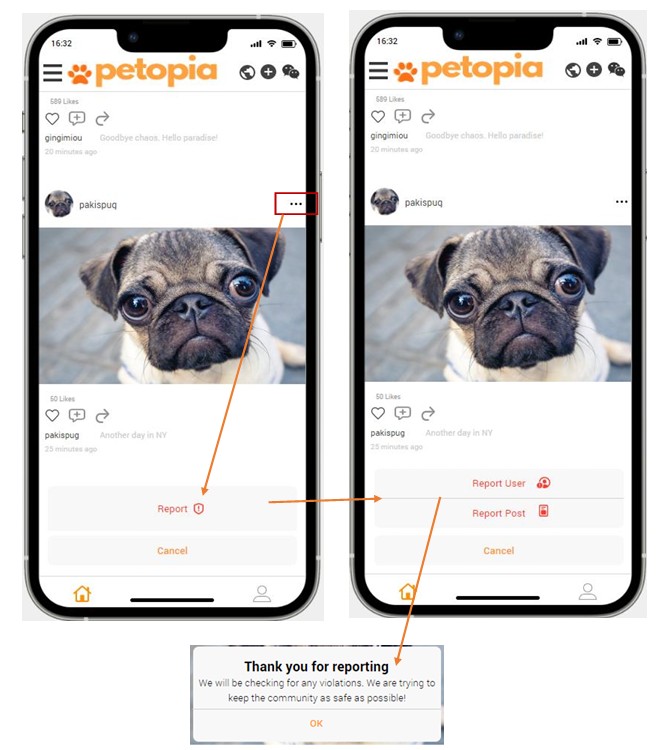 16:32
petopia
589 Likes
gingimiou Goodbye chaos. Hello paradise!
20 minutes ago
pakispuq
50 Likes
pakispug Another day in NY
25 minutes ago
Report
Cancel
16:32
petopia
589 Likes
gingimiou Goodbye chaos. Hello paradise!
20 minutes ago
pakispuq
50 Likes
pakispug Another day in NY
25 minutes ago
Report User
Report Post
Cancel
Thank you for reporting
We will be checking for any violations. We are trying to
keep the community as safe as possible!
OK